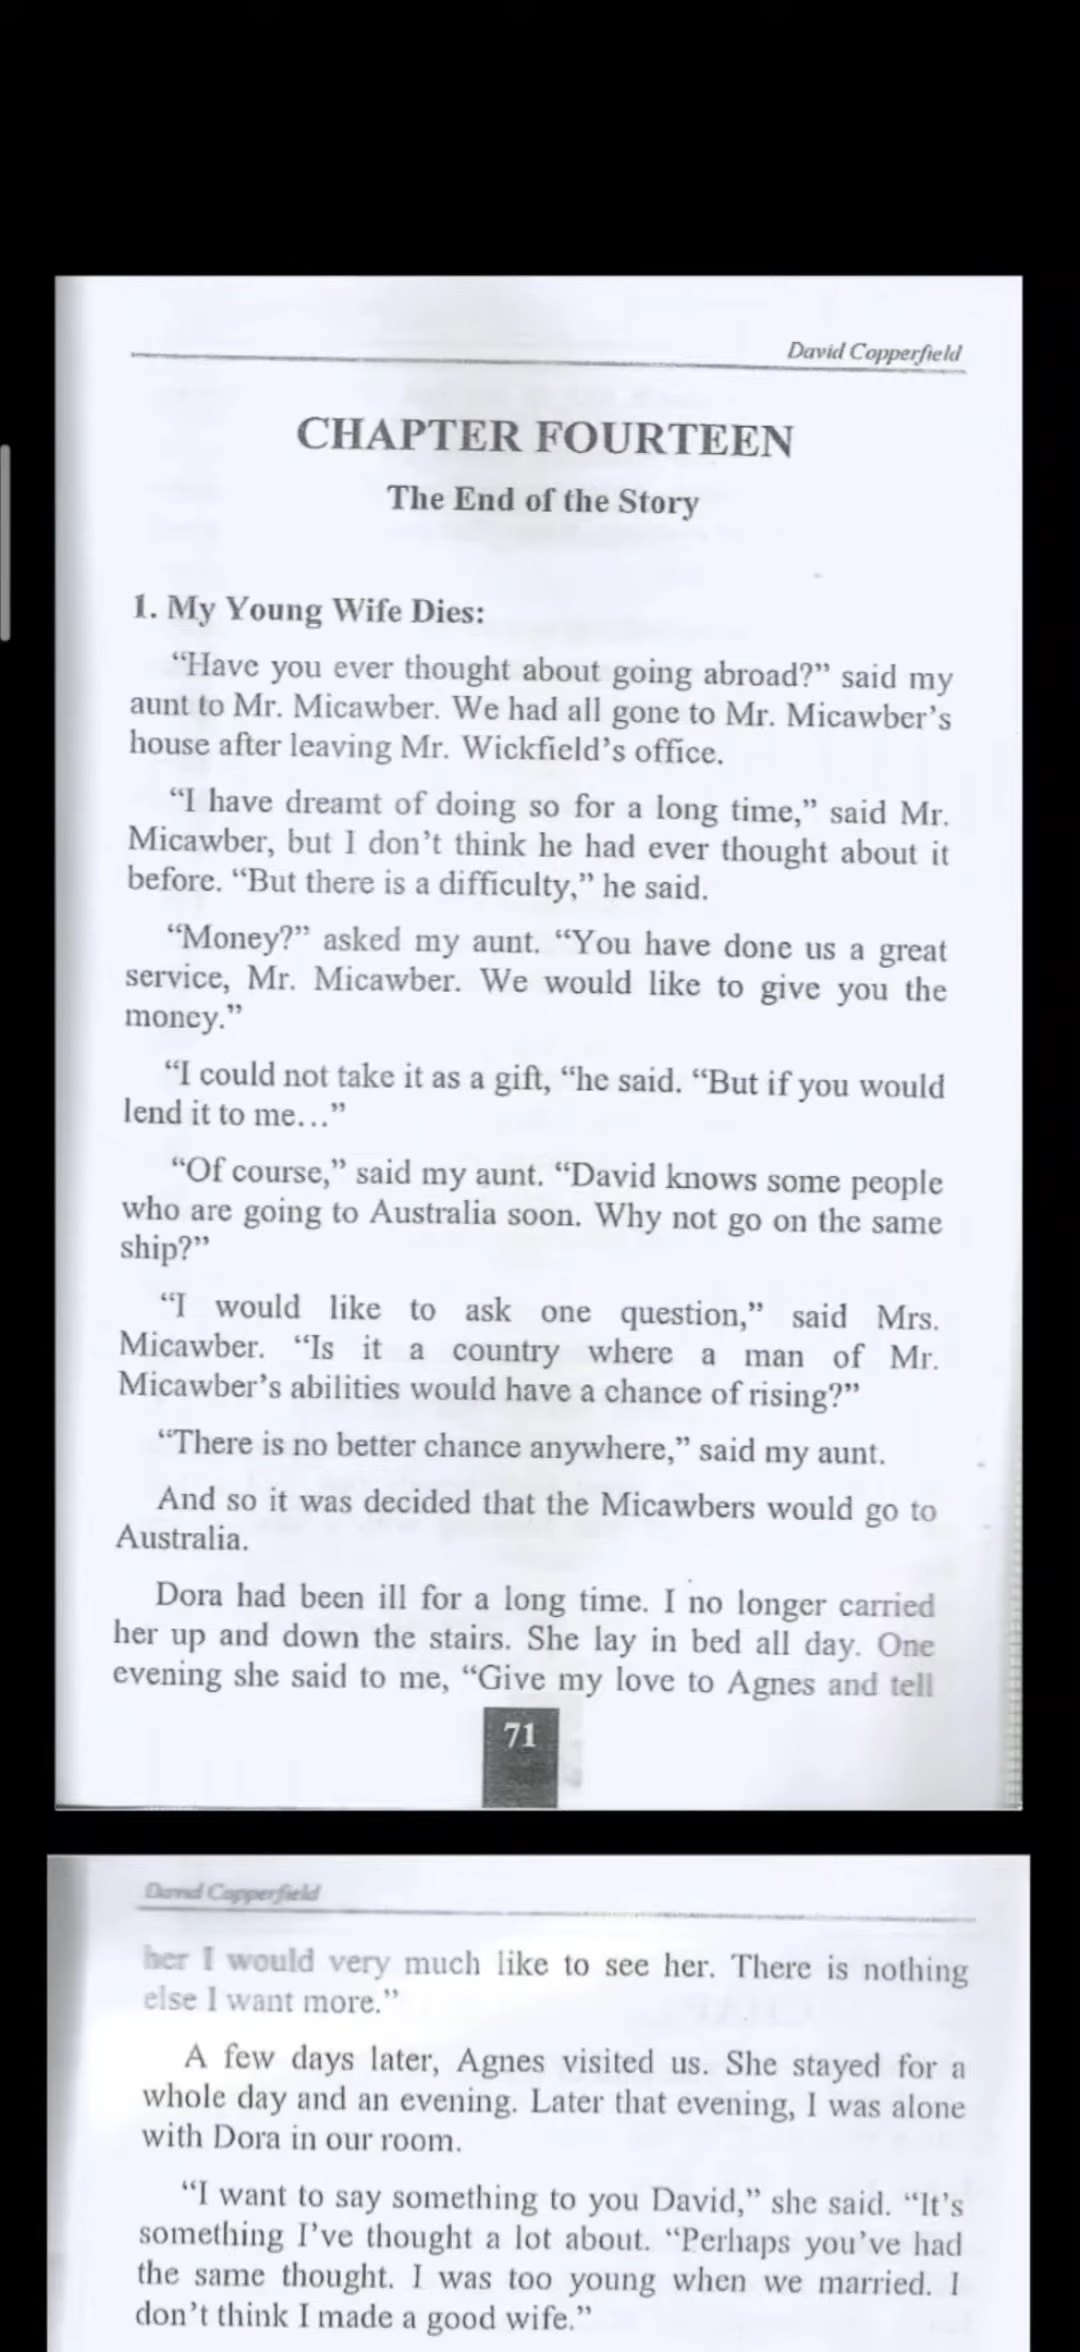 David Copperfield
CHAPTER FOURTEEN
The End of the Story
1. My Young Wife Dies:
“Have you ever thought about going abroad?” said my
aunt to Mr. Micawber. We had all gone to Mr. Micawber’s
house after leaving Mr. Wickfield’s office.
“I have dreamt of doing so for a long time,” said Mr.
Micawber, but I don’t think he had ever thought about it
before. “But there is a difficulty,” he said.
“Money?” asked my aunt. “You have done us a great
service, Mr. Micawber. We would like to give you the
money.”
“I could not take it as a gift, “he said. “But if you would
lend it to me...”
“Of course,” said my aunt. “David knows some people
who are going to Australia soon. Why not go on the same
ship?”
“I would like to ask one question,” said Mrs.
Micawber. “Is it a country where a man of Mr.
Micawber’s abilities would have a chance of rising?”
“There is no better chance anywhere,” said my aunt.
And so it was decided that the Micawbers would go to
Australia.
Dora had been ill for a long time. I no longer carried
her up and down the stairs. She lay in bed all day. One
evening she said to me, “Give my love to Agnes and tell
71
David Copperfield
her I would very much like to see her. There is nothing
else I want more.”
A few days later, Agnes visited us. She stayed for a
whole day and an evening. Later that evening, I was alone
with Dora in our room.
“I want to say something to you David,” she said. “It’s
something I’ve thought a lot about. “Perhaps you’ve had
the same thought. I was too young when we married. I
don’t think I made a good wife.”